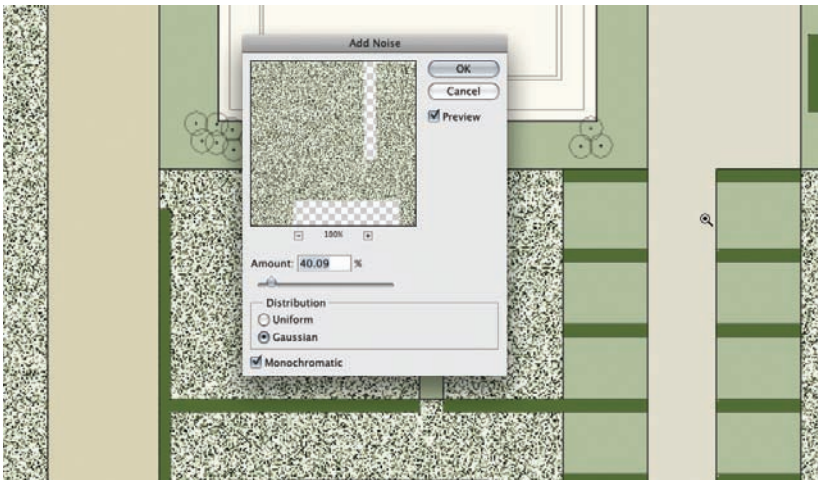 Add Noise
OK
Cancel
Preview
100%
Amount: 40.09 %
Distribution
Uniform
Gaussian
Monochromatic